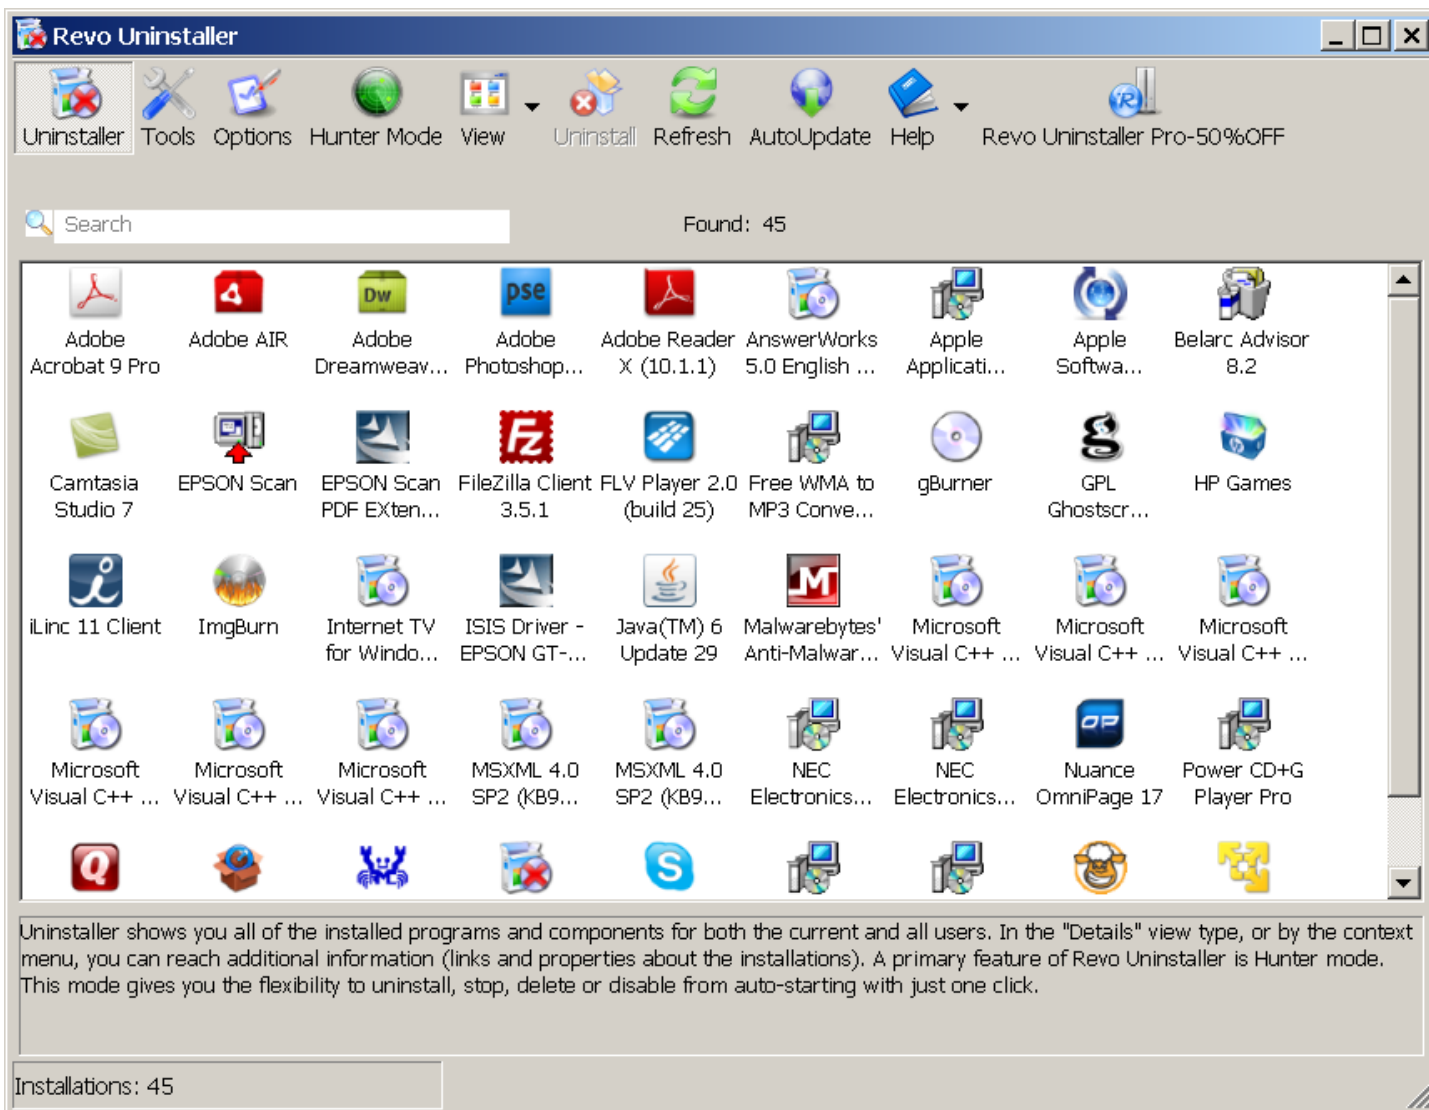 Revo Uninstaller
Uninstaller Tools Options Hunter Mode View Uninstall Refresh AutoUpdate Help Revo Uninstaller Pro-50%OFF
Search Found: 45
Dw pse
Adobe Adobe AIR Adobe Adobe Adobe Reader AnswerWorks Apple Apple Belarc Advisor
Acrobat 9 Pro Dreamweav... Photoshop... X (10.1.1) 5.0 English ... Applicati... Softwa... 8.2
Camtasia EPSON Scan EPSON Scan FileZilla Client FLV Player 2.0 Free WMA to gBurner GPL HP Games
Studio 7 PDF EXten... 3.5.1 (build 25) MP3 Conve... Ghostscr...
iLinc 11 Client ImgBurn Internet TV ISIS Driver - Java(TM) 6 Malwarebytes' Microsoft Microsoft Microsoft
for Windo... EPSON GT-... Update 29 Anti-Malwar... Visual C++ ... Visual C++ ... Visual C++ ...
Microsoft Microsoft Microsoft MSXML 4.0 MSXML 4.0 NEC NEC Nuance Power CD+G
Visual C++ ... Visual C++ ... Visual C++ ... SP2 (KB9... SP2 (KB9... Electronics... Electronics... OmniPage 17 Player Pro
Uninstaller shows you all of the installed programs and components for both the current and all users. In the "Details" view type, or by the context
menu, you can reach additional information (links and properties about the installations). A primary feature of Revo Uninstaller is Hunter mode.
This mode gives you the flexibility to uninstall, stop, delete or disable from auto-starting with just one click.
Installations: 45